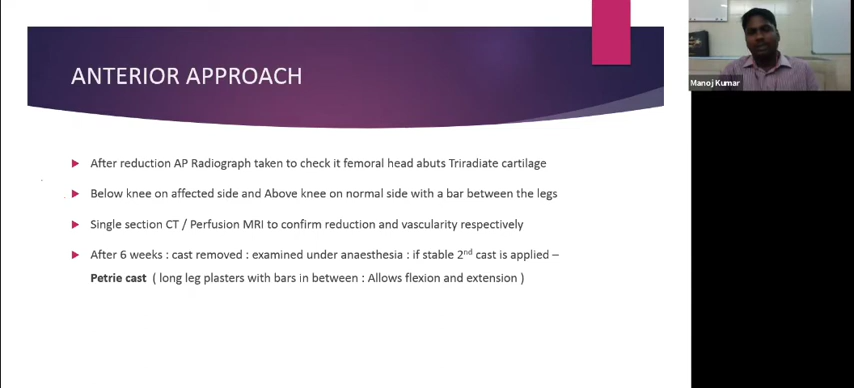 ANTERIOR APPROACH
After reduction AP Radiograph taken to check it femoral head abuts Triradiate cartilage
Below knee on affected side and Above knee on normal side with a bar between the legs
Single section CT / Perfusion MRI to confirm reduction and vascularity respectively
After 6 weeks : cast removed : examined under anaesthesia : if stable 2nd cast is applied –
Petrie cast ( long leg plasters with bars in between : Allows flexion and extension )
Manoj Kumar